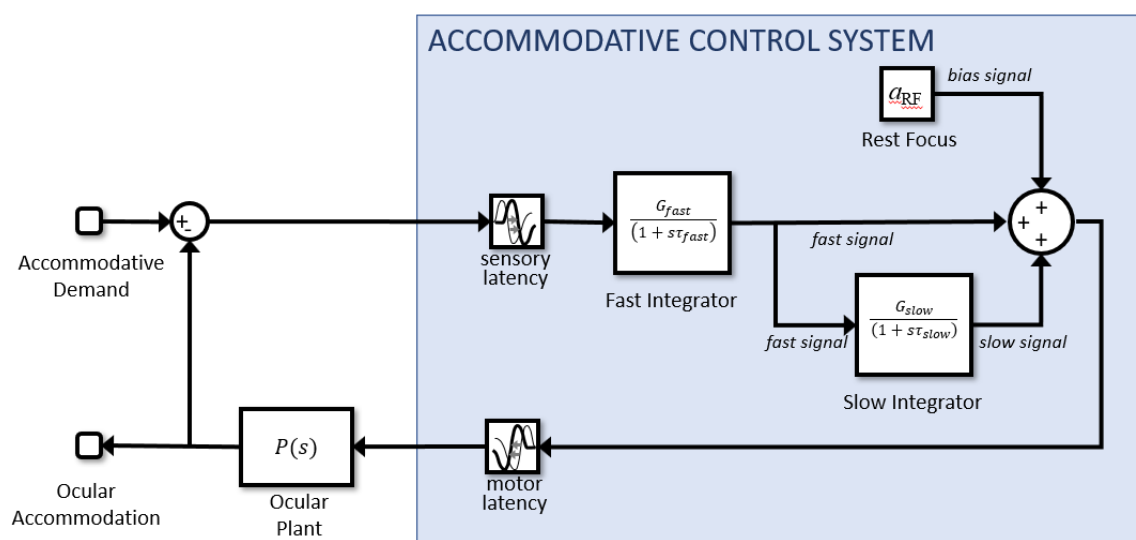 ACCOMMODATIVE CONTROL SYSTEM
bias signal
a_RF
Rest Focus
+
-
Accommodative
Demand
sensory
latency
G_fast
(1 + sτ_fast)
Fast Integrator
fast signal
+
+
+
fast signal
G_slow
(1 + sτ_slow)
slow signal
Slow Integrator
Ocular
Accommodation
P(s)
Ocular
Plant
motor
latency